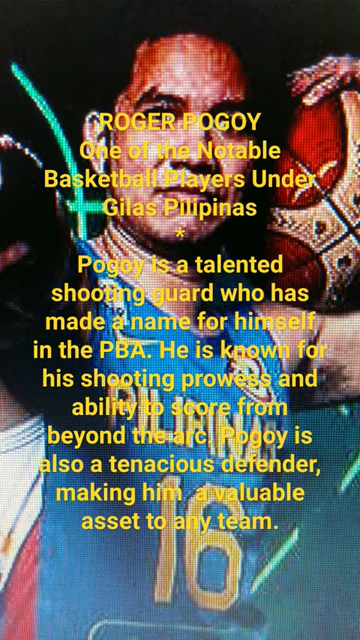 ROGER POGOY
One of the Notable
Basketball Players Under
Gilas Pilipinas
*
Pogoy is a talented
shooting guard who has
made a name for himself
in the PBA. He is known for
his shooting prowess and
ability to score from
beyond the arc. Pogoy is
also a tenacious defender,
making him a valuable
asset to any team.
PILIPINAS
16